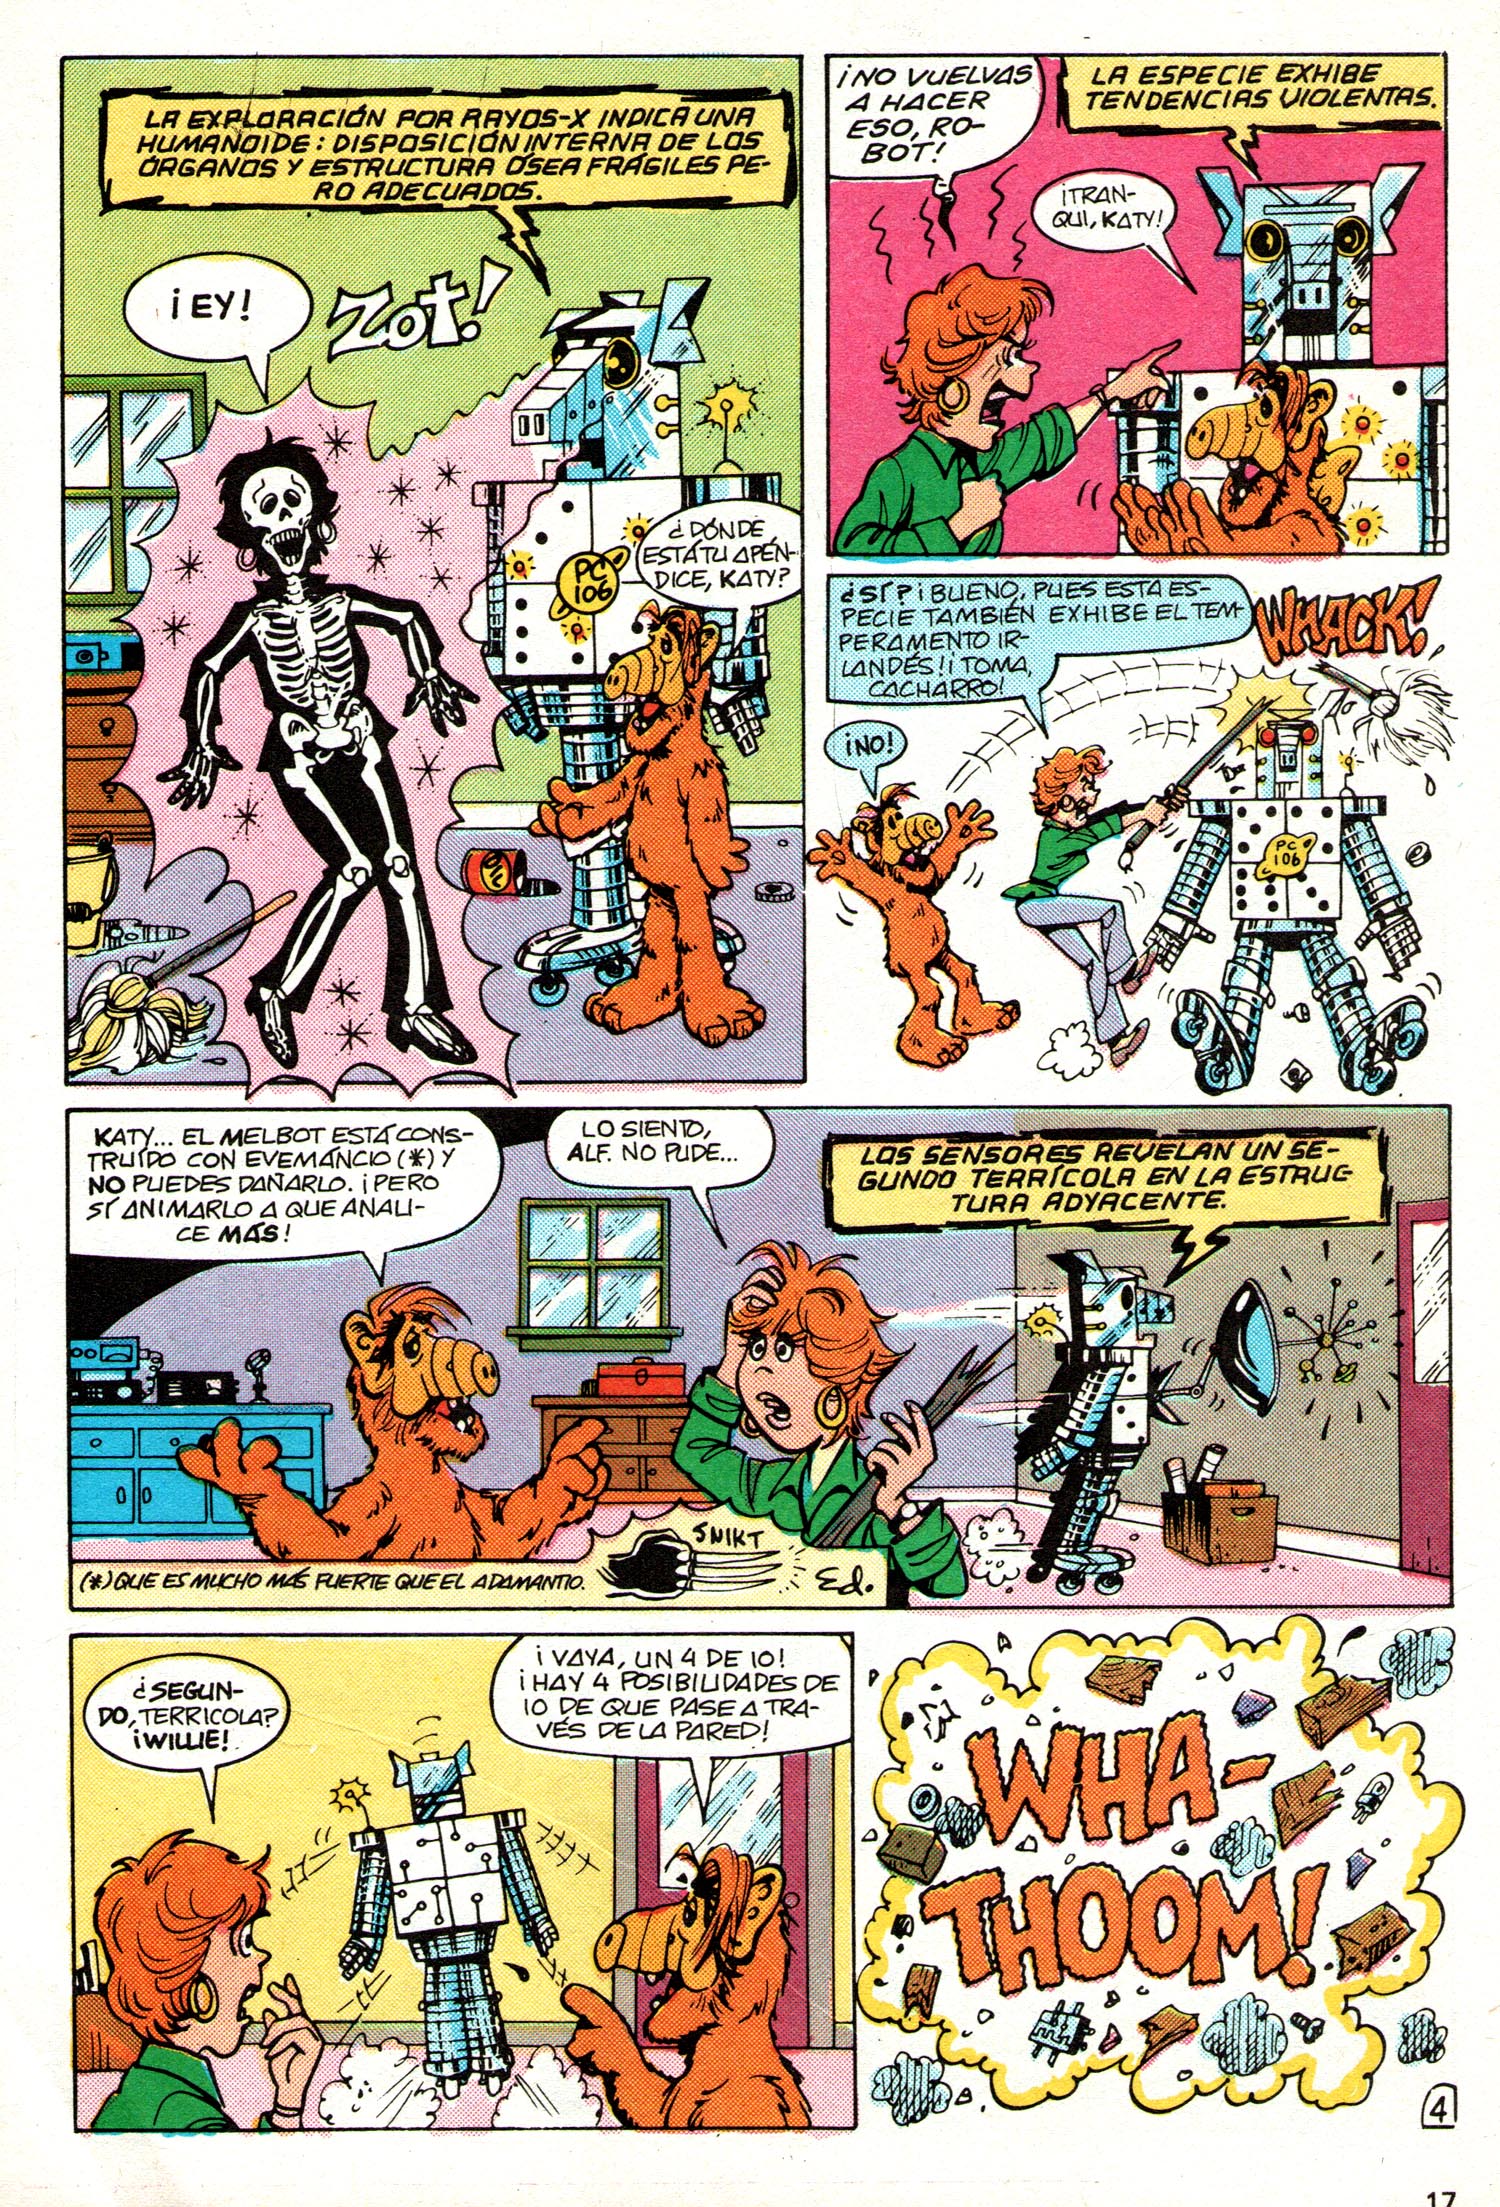 LA EXPLORACIÓN POR RAYOS-X INDICA UNA
HUMANOIDE: DISPOSICIÓN INTERNA DE LOS
ÓRGANOS Y ESTRUCTURA ÓSEA FRÁGILES PE-
RO ADECUADOS.
¡EY!
ZOT!
¿DÓNDE
ESTÁ TU APÉN-
DICE, KATY?
PC
106
¡NO VUELVAS
A HACER
ESO, RO-
BOT!
LA ESPECIE EXHIBE
TENDENCIAS VIOLENTAS.
¡TRAN-
QUI, KATY!
¿SÍ? ¡BUENO, PUES ESTA ES-
PECIE TAMBIÉN EXHIBE EL TEM-
PERAMENTO IR-
LANDÉS! ¡TOMA,
CACHARRO!
WHACK!
¡NO!
PC
106
KATY... EL MELBOT ESTÁ CONS-
TRUÍDO CON EVEMANCIO (*) Y
NO PUEDES DAÑARLO. ¡PERO
SÍ ANIMARLO A QUE ANALI-
CE MÁS!
LO SIENTO,
ALF. NO PUDE...
LOS SENSORES REVELAN UN SE-
GUNDO TERRÍCOLA EN LA ESTRUC-
TURA ADYACENTE.
(*) QUE ES MUCHO MÁS FUERTE QUE EL ADAMANTIO.
SNIKT
Ed.
¿SEGUN-
DO, TERRICOLA?
¡WILLIE!
¡VAYA, UN 4 DE 10!
¡HAY 4 POSIBILIDADES DE
10 DE QUE PASE A TRA-
VÉS DE LA PARED!
WHA-
THOOM!
4
17